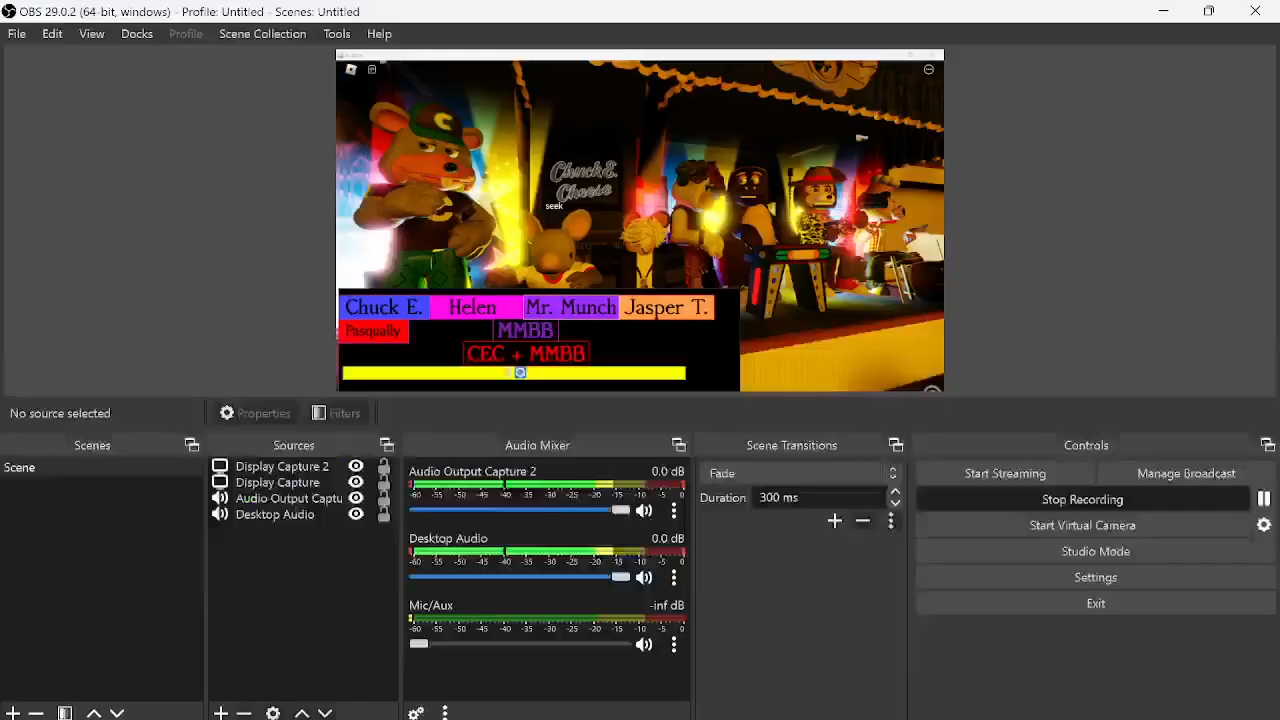 OBS 29.0.2 (64-bit, windows) - Profile: Untitled - Scenes: Untitled
File Edit View Docks Profile Scene Collection Tools Help
C
Chuck E.
Cheese
seek
Chuck E. Helen Mr. Munch Jasper T.
Pasqually MMBB
CEC + MMBB
No source selected Properties Filters
Scenes Sources Audio Mixer Scene Transitions Controls
Scene
Display Capture 2
Display Capture
Audio Output Captu
Desktop Audio
Audio Output Capture 2 0.0 dB
-60 -55 -50 -45 -40 -35 -30 -25 -20 -15 -10 -5 0
Desktop Audio 0.0 dB
-60 -55 -50 -45 -40 -35 -30 -25 -20 -15 -10 -5 0
Mic/Aux -inf dB
-60 -55 -50 -45 -40 -35 -30 -25 -20 -15 -10 -5 0
Fade
Duration 300 ms
Start Streaming Manage Broadcast
Stop Recording
Start Virtual Camera
Studio Mode
Settings
Exit